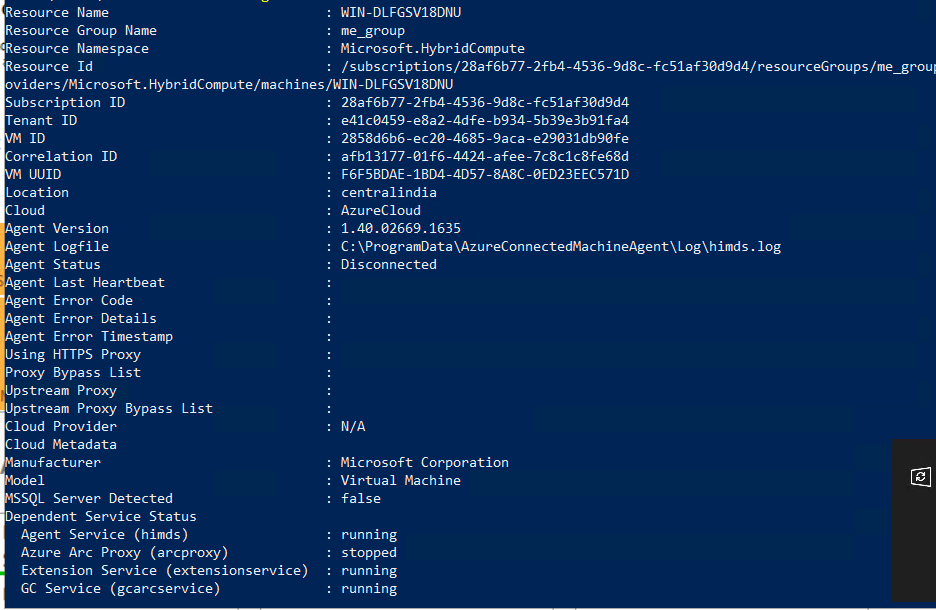 Resource Name : WIN-DLFGSV18DNU
Resource Group Name : me_group
Resource Namespace : Microsoft.HybridCompute
Resource Id : /subscriptions/28af6b77-2fb4-4536-9d8c-fc51af30d9d4/resourceGroups/me_group
oviders/Microsoft.HybridCompute/machines/WIN-DLFGSV18DNU
Subscription ID : 28af6b77-2fb4-4536-9d8c-fc51af30d9d4
Tenant ID : e41c0459-e8a2-4dfe-b934-5b39e3b91fa4
VM ID : 2858d6b6-ec20-4685-9aca-e29031db90fe
Correlation ID : afb13177-01f6-4424-afee-7c8c1c8fe68d
VM UUID : F6F5BDAE-1BD4-4D57-8A8C-0ED23EEC571D
Location : centralindia
Cloud : AzureCloud
Agent Version : 1.40.02669.1635
Agent Logfile : C:\ProgramData\AzureConnectedMachineAgent\Log\himds.log
Agent Status : Disconnected
Agent Last Heartbeat :
Agent Error Code :
Agent Error Details :
Agent Error Timestamp :
Using HTTPS Proxy :
Proxy Bypass List :
Upstream Proxy :
Upstream Proxy Bypass List :
Cloud Provider : N/A
Cloud Metadata
Manufacturer : Microsoft Corporation
Model : Virtual Machine
MSSQL Server Detected : false
Dependent Service Status
Agent Service (himds) : running
Azure Arc Proxy (arcproxy) : stopped
Extension Service (extensionservice) : running
GC Service (gcarcservice) : running